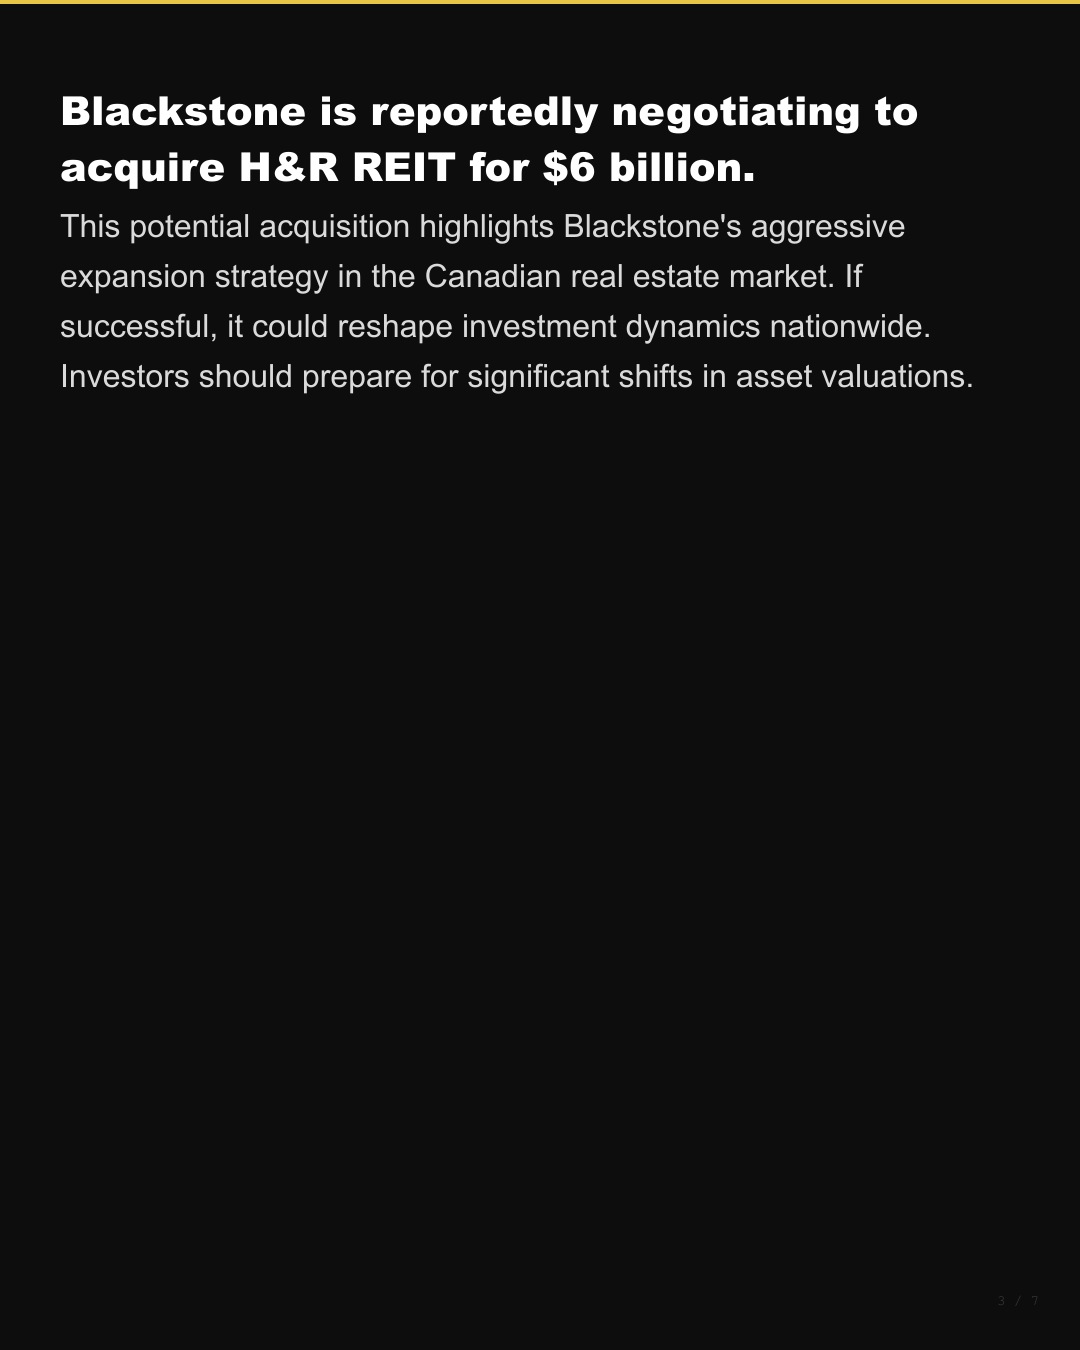 Blackstone is reportedly negotiating to
acquire H&R REIT for $6 billion.
This potential acquisition highlights Blackstone's aggressive
expansion strategy in the Canadian real estate market. If
successful, it could reshape investment dynamics nationwide.
Investors should prepare for significant shifts in asset valuations.
3 / 7